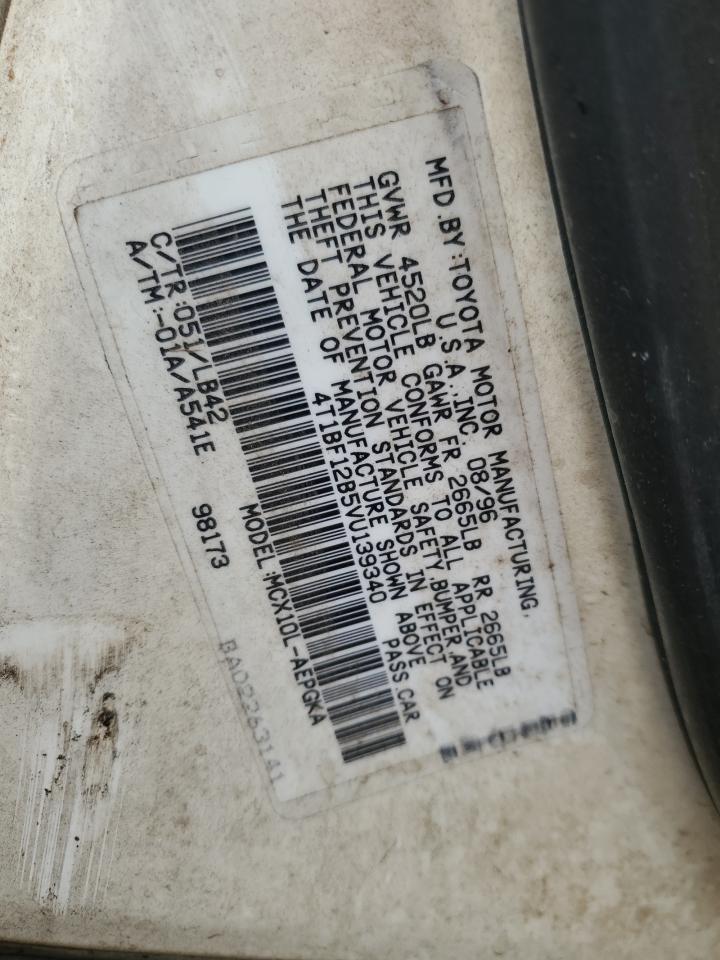 MFD.BY:TOYOTA MOTOR MANUFACTURING,
U.S.A.,INC. 08/96
GVWR 4520LB GAWR FR 2665LB RR 2665LB
THIS VEHICLE CONFORMS TO ALL APPLICABLE
FEDERAL MOTOR VEHICLE SAFETY,BUMPER,AND
THEFT PREVENTION STANDARDS IN EFFECT ON
THE DATE OF MANUFACTURE SHOWN ABOVE
4T1BF12B5VU139340 PASS.CAR
C/TR:051/LB42 MODEL:MCX10L-AEPGKA
A/TM:-01A/A541E 98173
BA02263141